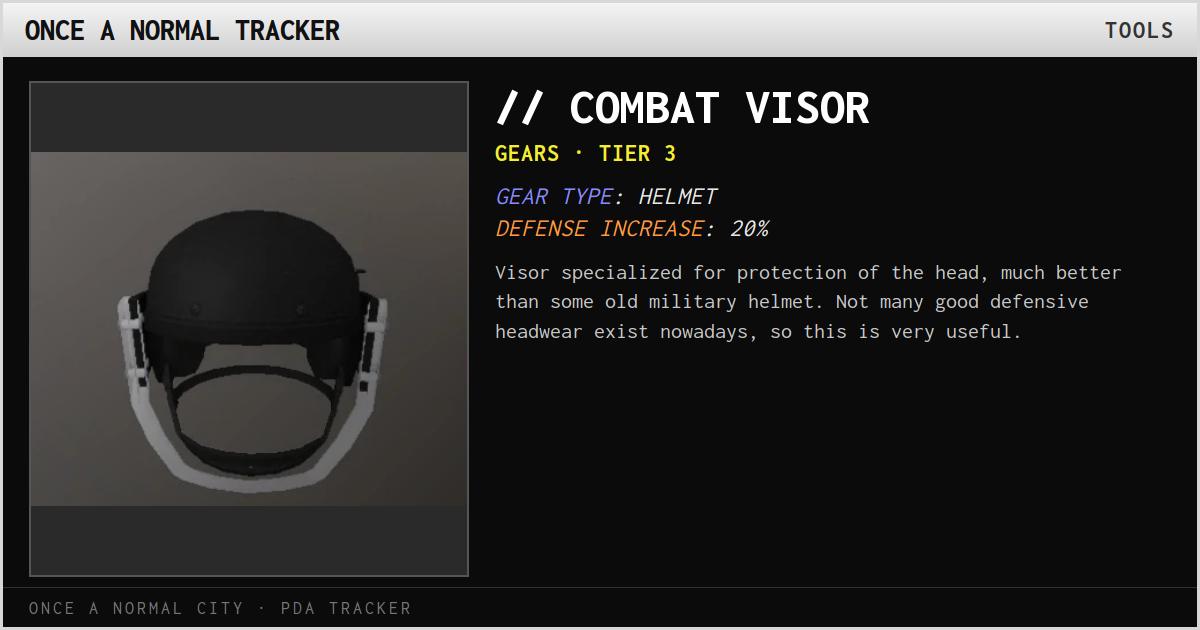 ONCE A NORMAL TRACKER
TOOLS
// COMBAT VISOR
GEARS · TIER 3
GEAR TYPE: HELMET
DEFENSE INCREASE: 20%
Visor specialized for protection of the head, much better
than some old military helmet. Not many good defensive
headwear exist nowadays, so this is very useful.
ONCE A NORMAL CITY · PDA TRACKER